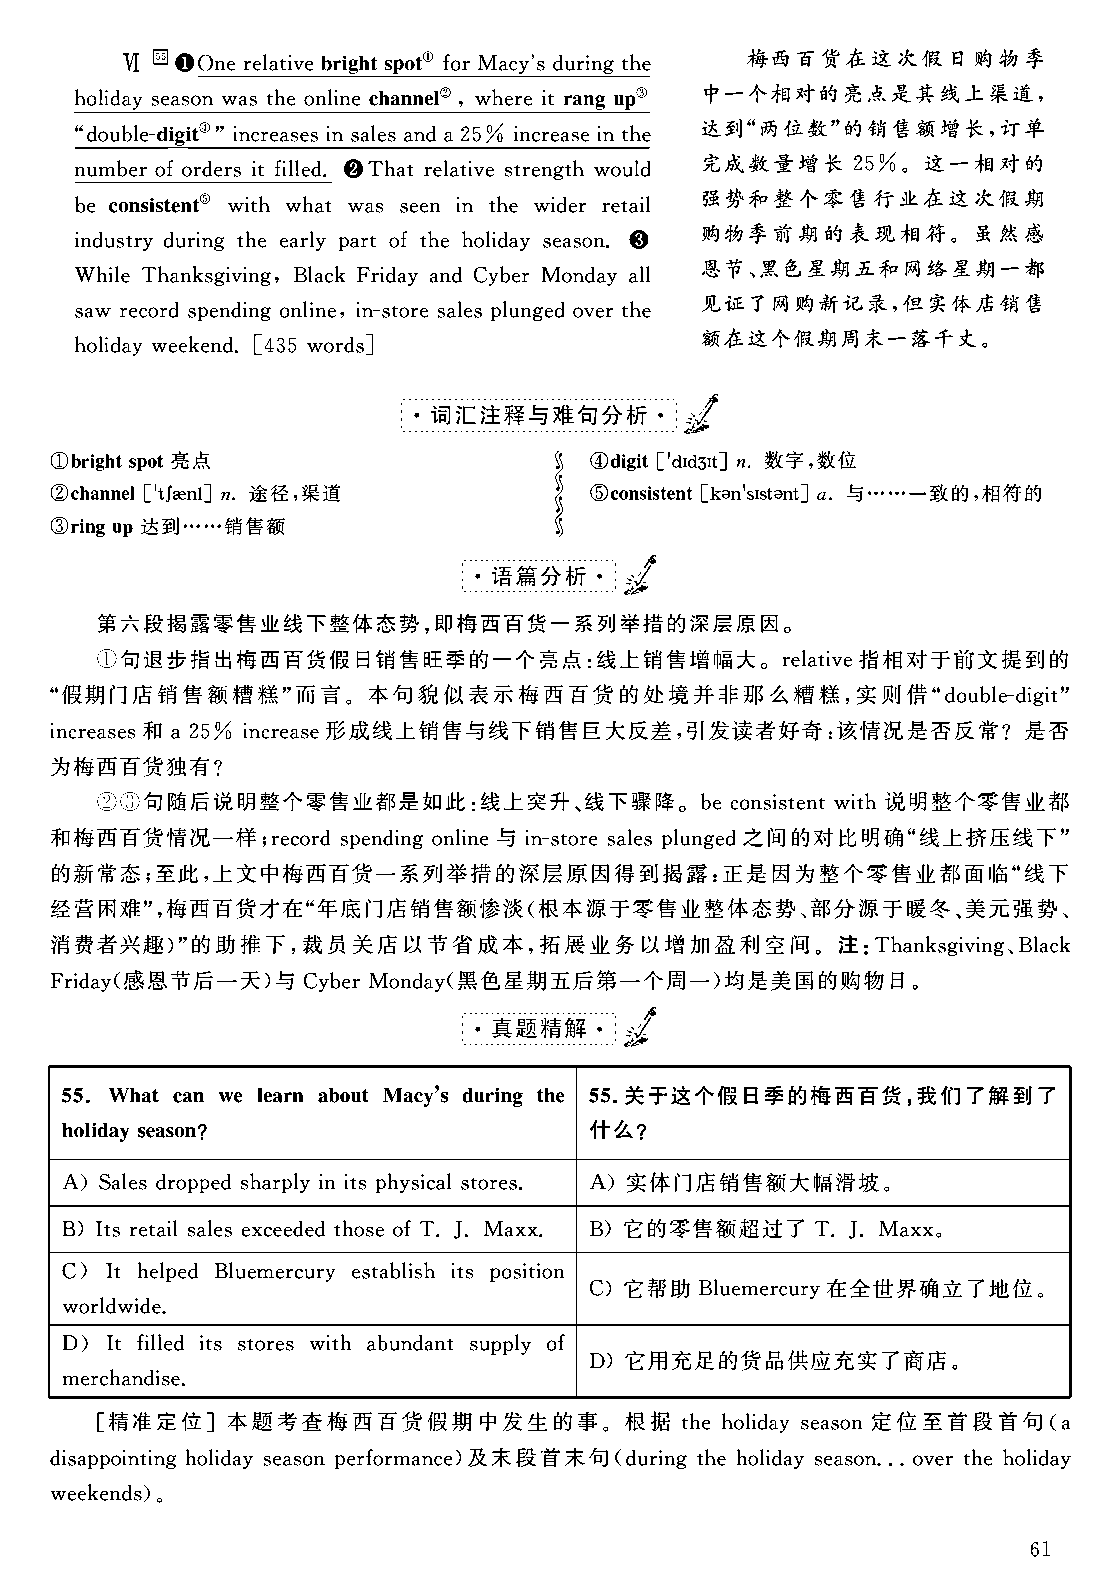 Ⅵ 55 ❶One relative bright spot① for Macy's during the
holiday season was the online channel②, where it rang up③
“double-digit④” increases in sales and a 25% increase in the
number of orders it filled. ❷That relative strength would
be consistent⑤ with what was seen in the wider retail
industry during the early part of the holiday season. ❸
While Thanksgiving, Black Friday and Cyber Monday all
saw record spending online, in-store sales plunged over the
holiday weekend. [435 words]
梅西百货在这次假日购物季
中一个相对的亮点是其线上渠道,
达到“两位数”的销售额增长,订单
完成数量增长 25%。这一相对的
强势和整个零售行业在这次假期
购物季前期的表现相符。虽然感
恩节、黑色星期五和网络星期一都
见证了网购新记录,但实体店销售
额在这个假期周末一落千丈。
·词汇注释与难句分析·
①bright spot 亮点
②channel [ˈtʃænl] n. 途径,渠道
③ring up 达到……销售额
④digit [ˈdɪdʒɪt] n. 数字,数位
⑤consistent [kənˈsɪstənt] a. 与……一致的,相符的
·语篇分析·
第六段揭露零售业线下整体态势,即梅西百货一系列举措的深层原因。
①句退步指出梅西百货假日销售旺季的一个亮点:线上销售增幅大。relative 指相对于前文提到的
“假期门店销售额糟糕”而言。本句貌似表示梅西百货的处境并非那么糟糕,实则借“double-digit”
increases 和 a 25% increase 形成线上销售与线下销售巨大反差,引发读者好奇:该情况是否反常?是否
为梅西百货独有?
②③句随后说明整个零售业都是如此:线上突升、线下骤降。be consistent with 说明整个零售业都
和梅西百货情况一样;record spending online 与 in-store sales plunged 之间的对比明确“线上挤压线下”
的新常态;至此,上文中梅西百货一系列举措的深层原因得到揭露:正是因为整个零售业都面临“线下
经营困难”,梅西百货才在“年底门店销售额惨淡(根本源于零售业整体态势、部分源于暖冬、美元强势、
消费者兴趣)”的助推下,裁员关店以节省成本,拓展业务以增加盈利空间。注:Thanksgiving、Black
Friday(感恩节后一天)与 Cyber Monday(黑色星期五后第一个周一)均是美国的购物日。
·真题精解·
55. What can we learn about Macy's during the
holiday season?
55. 关于这个假日季的梅西百货,我们了解到了
什么?
A) Sales dropped sharply in its physical stores.
A) 实体门店销售额大幅滑坡。
B) Its retail sales exceeded those of T. J. Maxx.
B) 它的零售额超过了 T. J. Maxx。
C) It helped Bluemercury establish its position
worldwide.
C) 它帮助 Bluemercury 在全世界确立了地位。
D) It filled its stores with abundant supply of
merchandise.
D) 它用充足的货品供应充实了商店。
[精准定位] 本题考查梅西百货假期中发生的事。根据 the holiday season 定位至首段首句(a
disappointing holiday season performance)及末段首末句(during the holiday season... over the holiday
weekends)。
61